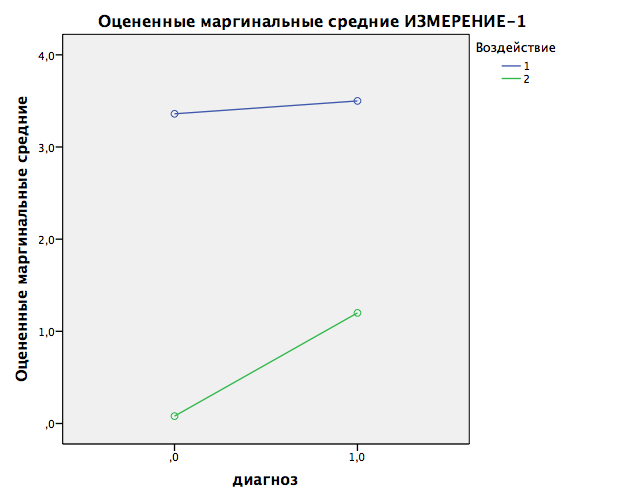 Оцененные маргинальные средние ИЗМЕРЕНИЕ-1
Воздействие
1
2
Оцененные маргинальные средние
4,0
3,0
2,0
1,0
,0
,0
1,0
диагноз